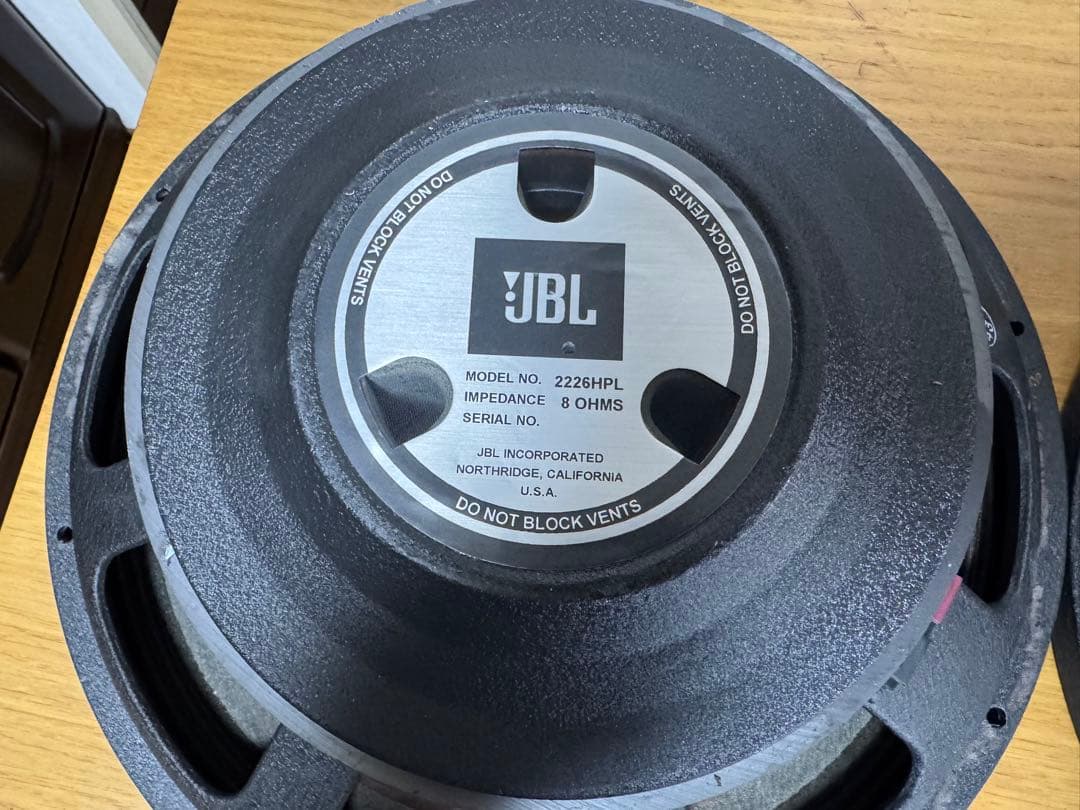 DO NOT BLOCK VENTS
DO NOT BLOCK VENTS
JBL
MODEL NO. 2226HPL
IMPEDANCE 8 OHMS
SERIAL NO.
JBL INCORPORATED
NORTHRIDGE, CALIFORNIA
U.S.A.
DO NOT BLOCK VENTS